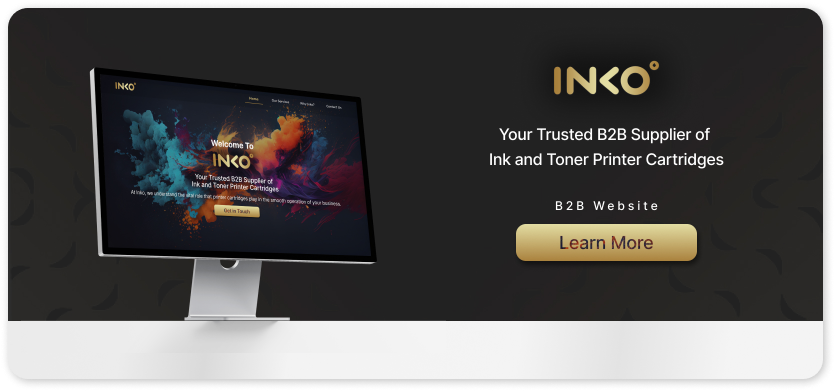 INKO
Home
Our Services
Why Inko?
Contact Us
Welcome To
INKO
Your Trusted B2B Supplier of
Ink and Toner Printer Cartridges
At Inko, we understand the vital role that printer cartridges play in the smooth operation of your business.
Get in Touch
INKO
Your Trusted B2B Supplier of
Ink and Toner Printer Cartridges
B2B Website
Learn More